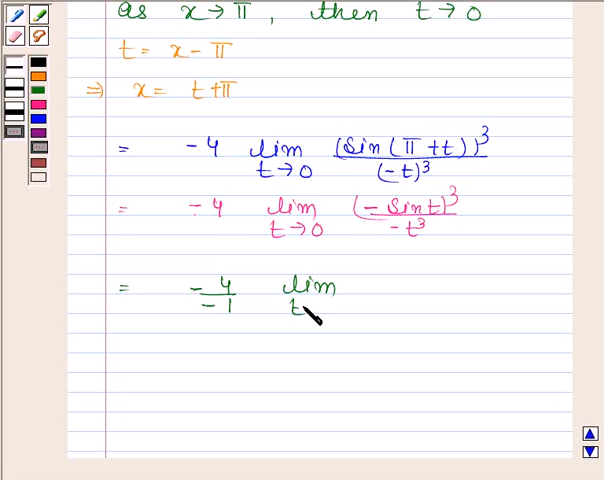 as x → π, then t → 0
t = x - π
⇒ x = t + π
= -4 lim t→0 (Sin (π + t))³ / (-t)³
= -4 lim t→0 (- Sin t)³ / -t³
= -4/-1 lim t